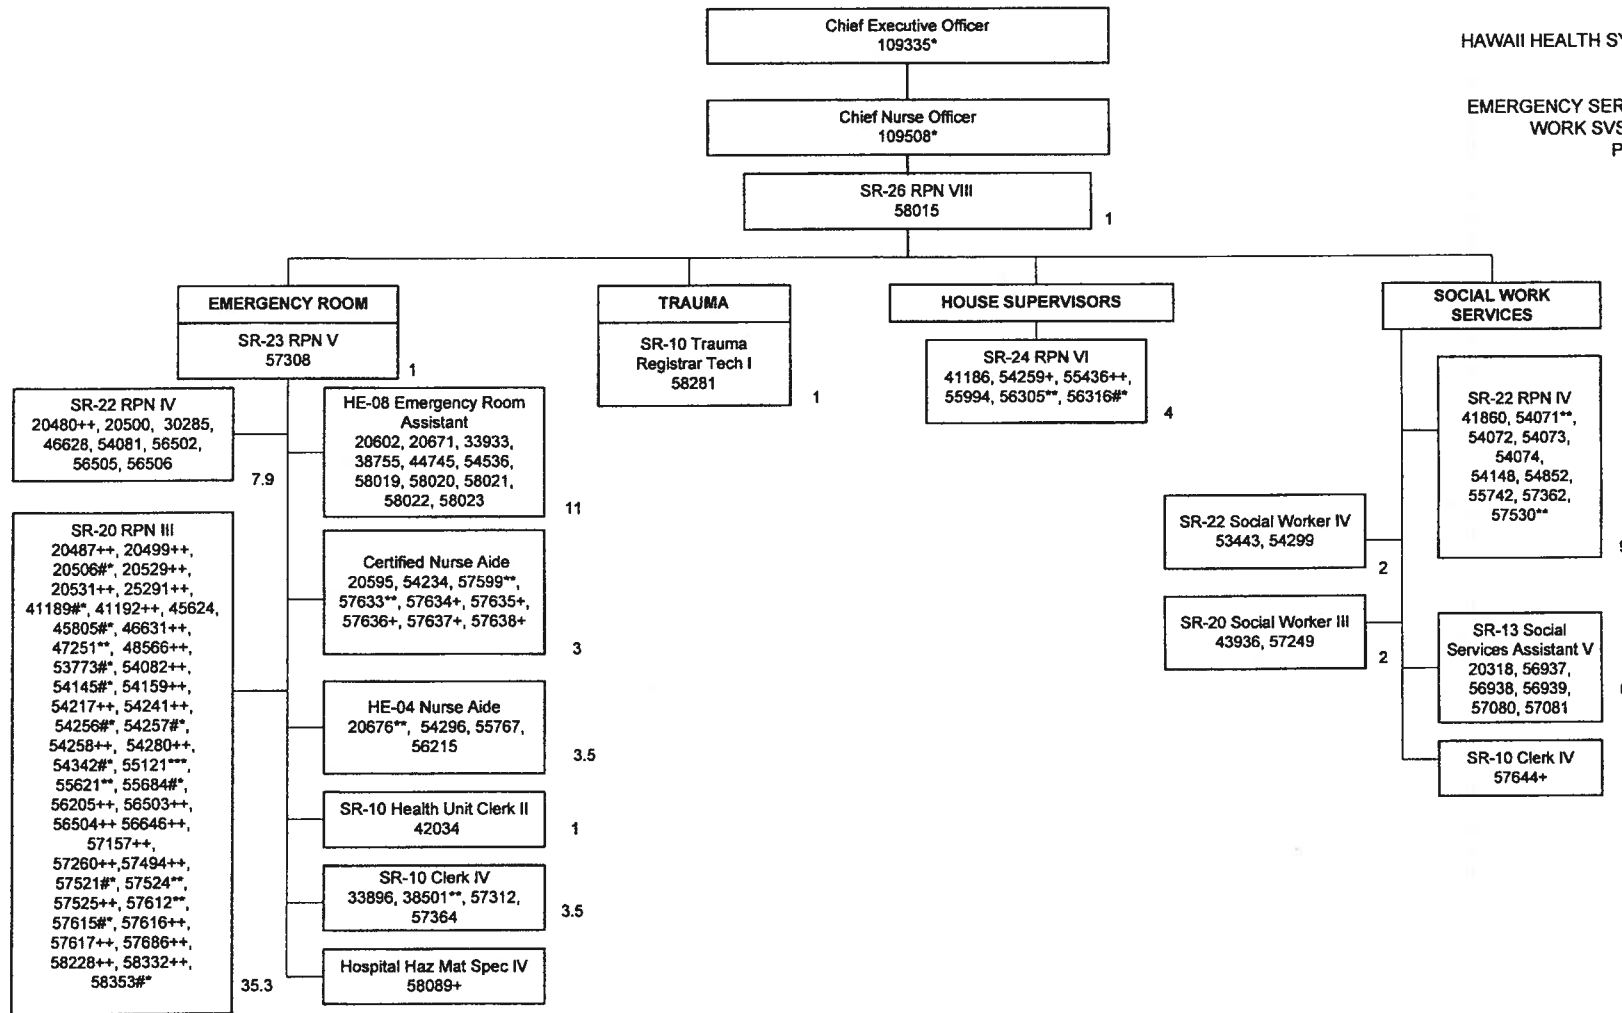 Chief Executive Officer
109335*
HAWAII HEALTH SY
Chief Nurse Officer
109508*
EMERGENCY SER
WORK SVS
P
SR-26 RPN VIII
58015
1
EMERGENCY ROOM
SR-23 RPN V
57308
1
TRAUMA
SR-10 Trauma
Registrar Tech I
58281
1
HOUSE SUPERVISORS
SR-24 RPN VI
41186, 54259+, 55436++,
55994, 56305**, 56316#*
4
SOCIAL WORK
SERVICES
SR-22 RPN IV
20480++, 20500, 30285,
46628, 54081, 56502,
56505, 56506
7.9
SR-20 RPN III
20487++, 20499++,
20506#*, 20529++,
20531++, 25291++,
41189#*, 41192++, 45624,
45805#*, 46631++,
47251**, 48566++,
53773#*, 54082++,
54145#*, 54159++,
54217++, 54241++,
54256#*, 54257#*,
54258++, 54280++,
54342#*, 55121***,
55621**, 55684#*,
56205++, 56503++,
56504++ 56646++,
57157++,
57260++,57494++,
57521#*, 57524**,
57525++, 57612**,
57615#*, 57616++,
57617++, 57686++,
58228++, 58332++,
58353#*
35.3
HE-08 Emergency Room
Assistant
20602, 20671, 33933,
38755, 44745, 54536,
58019, 58020, 58021,
58022, 58023
11
Certified Nurse Aide
20595, 54234, 57599**,
57633**, 57634+, 57635+,
57636+, 57637+, 57638+
3
HE-04 Nurse Aide
20676**, 54296, 55767,
56215
3.5
SR-10 Health Unit Clerk II
42034
1
SR-10 Clerk IV
33896, 38501**, 57312,
57364
3.5
Hospital Haz Mat Spec IV
58089+
SR-22 Social Worker IV
53443, 54299
2
SR-20 Social Worker III
43936, 57249
2
SR-22 RPN IV
41860, 54071**,
54072, 54073,
54074,
54148, 54852,
55742, 57362,
57530**
SR-13 Social
Services Assistant V
20318, 56937,
56938, 56939,
57080, 57081
SR-10 Clerk IV
57644+